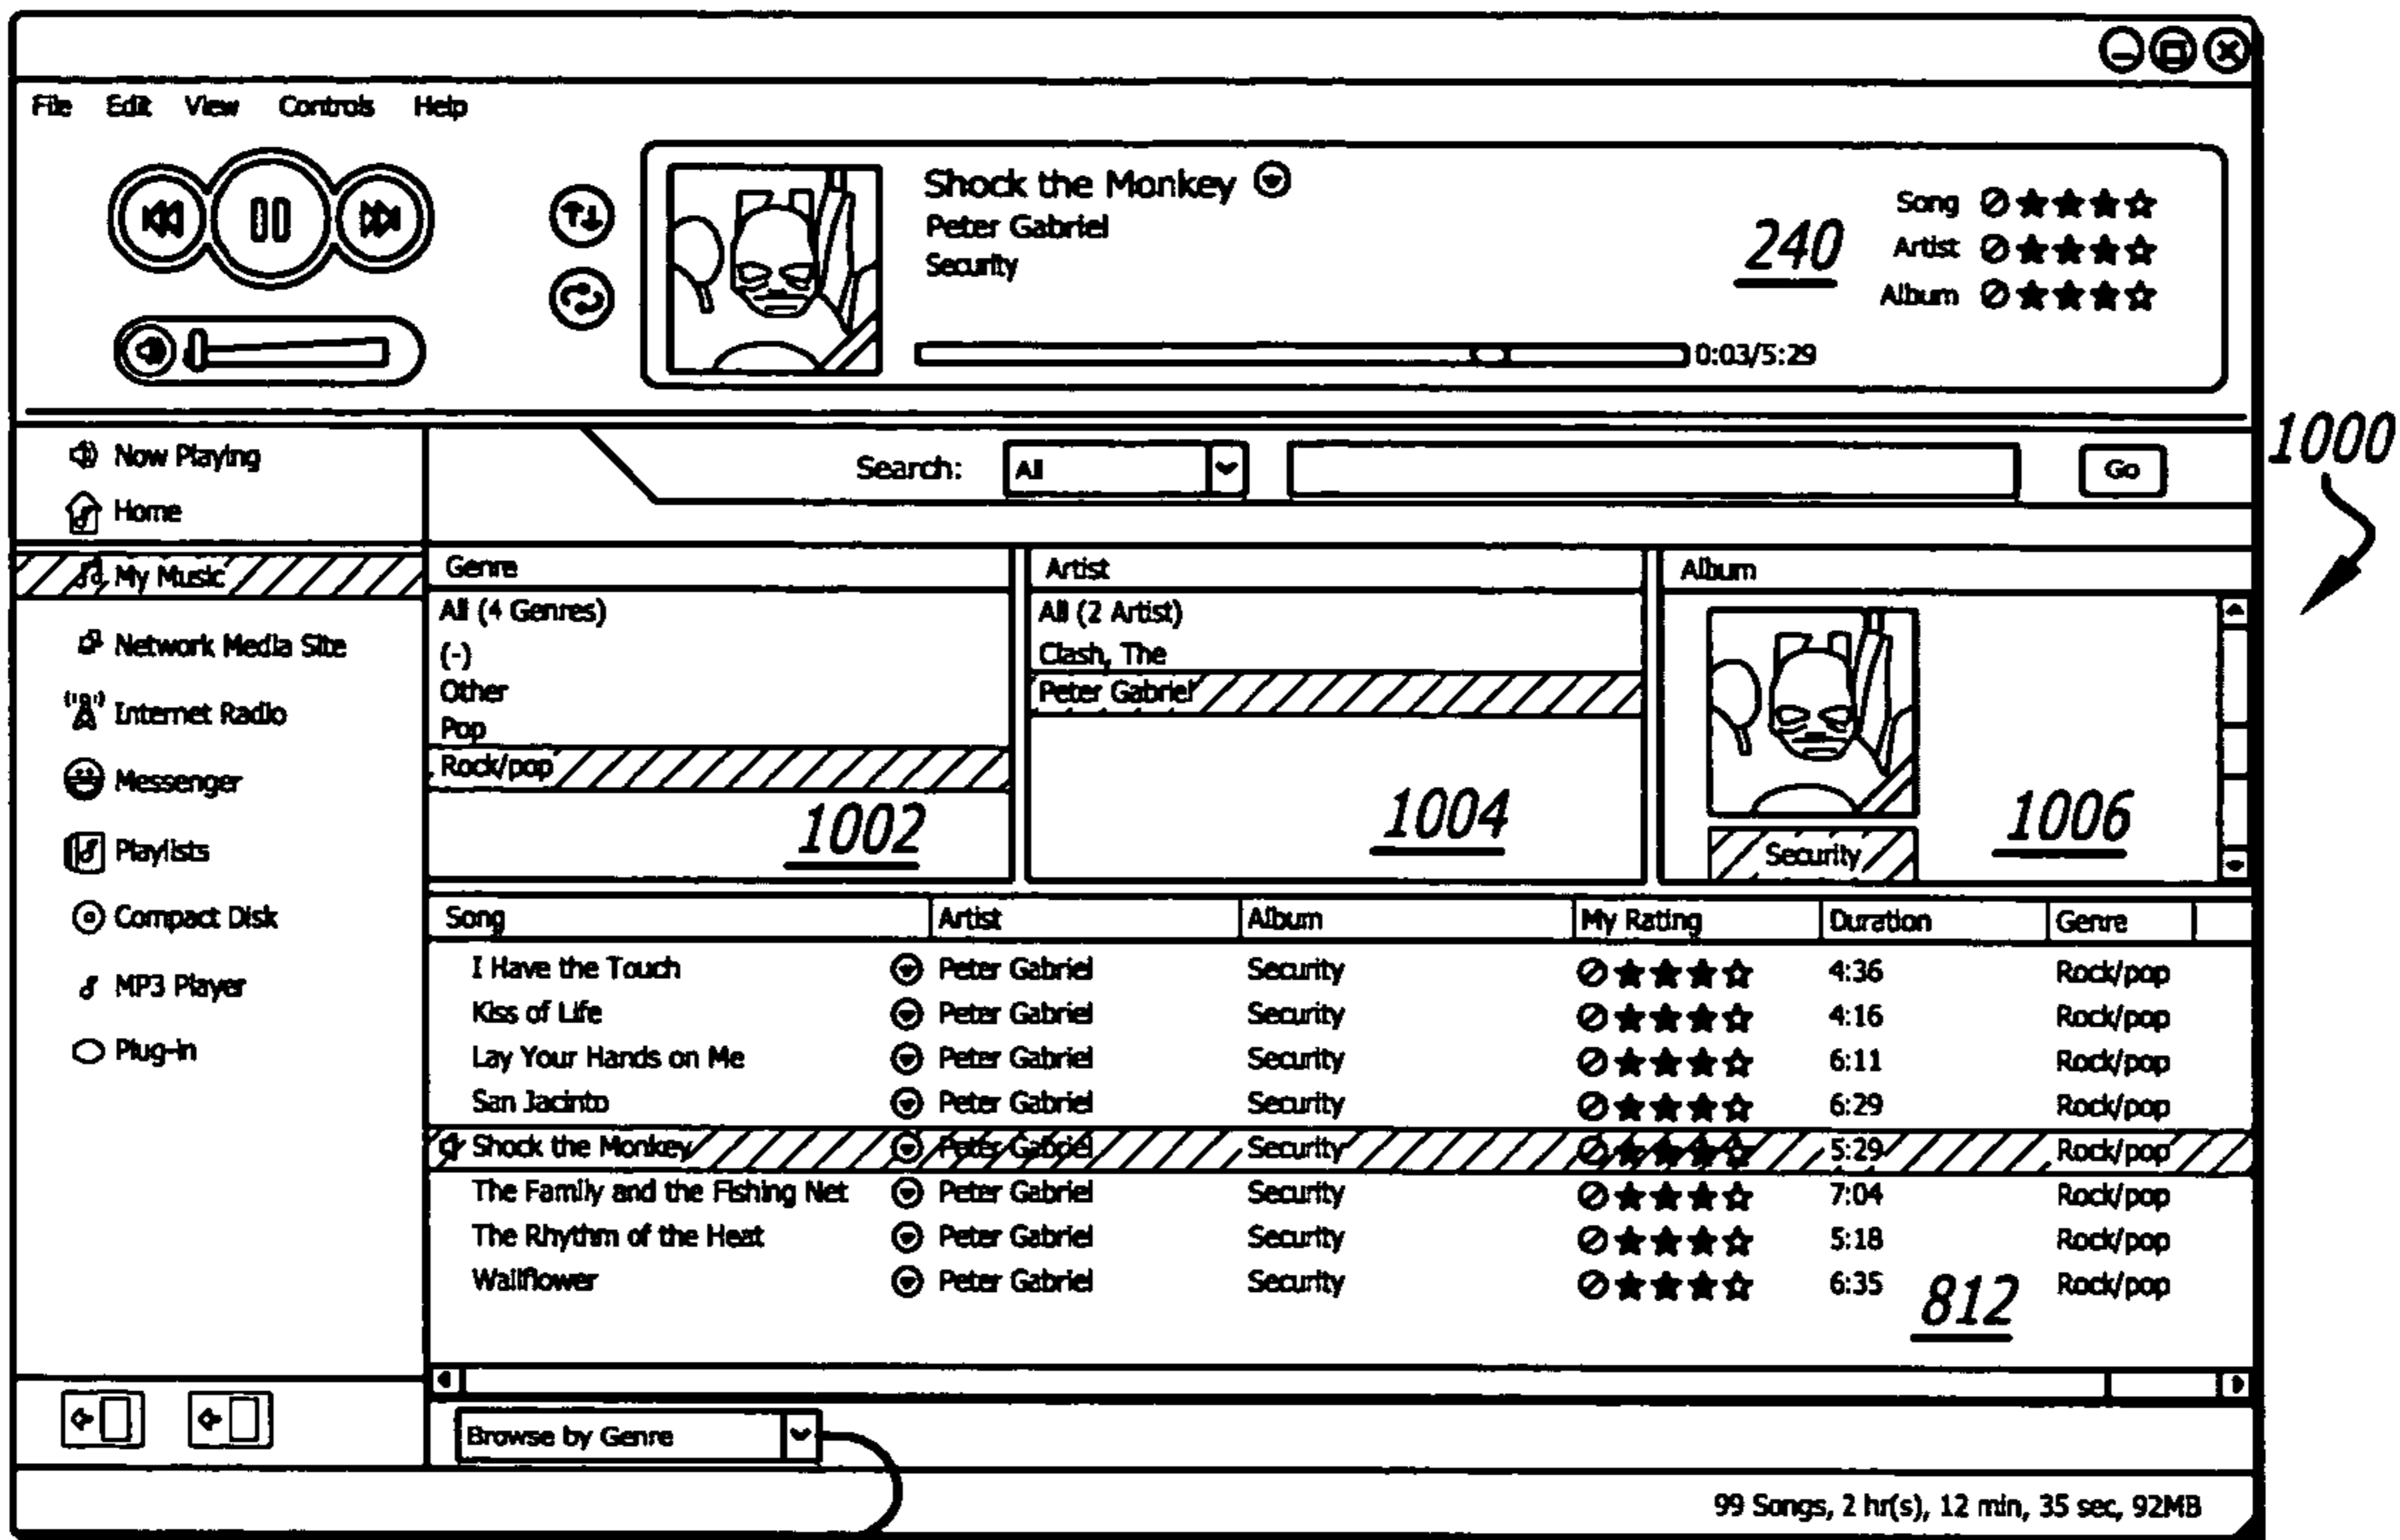 File Edit View Controls Help
Shock the Monkey
Peter Gabriel
Security
240
Song
Artist
Album
0:03/5:29
1000
Now Playing
Home
My Music
Network Media Site
Internet Radio
Messenger
Playlists
Compact Disk
MP3 Player
Plug-in
Search: All Go
Genre
All (4 Genres)
(-)
Other
Pop
Rock/pop
1002
Artist
All (2 Artist)
Clash, The
Peter Gabriel
1004
Album
Security
1006
Song Artist Album My Rating Duration Genre
I Have the Touch Peter Gabriel Security 4:36 Rock/pop
Kiss of Life Peter Gabriel Security 4:16 Rock/pop
Lay Your Hands on Me Peter Gabriel Security 6:11 Rock/pop
San Jacinto Peter Gabriel Security 6:29 Rock/pop
Shock the Monkey Peter Gabriel Security 5:29 Rock/pop
The Family and the Fishing Net Peter Gabriel Security 7:04 Rock/pop
The Rhythm of the Heat Peter Gabriel Security 5:18 Rock/pop
Wallflower Peter Gabriel Security 6:35 Rock/pop
812
Browse by Genre
99 Songs, 2 hr(s), 12 min, 35 sec, 92MB